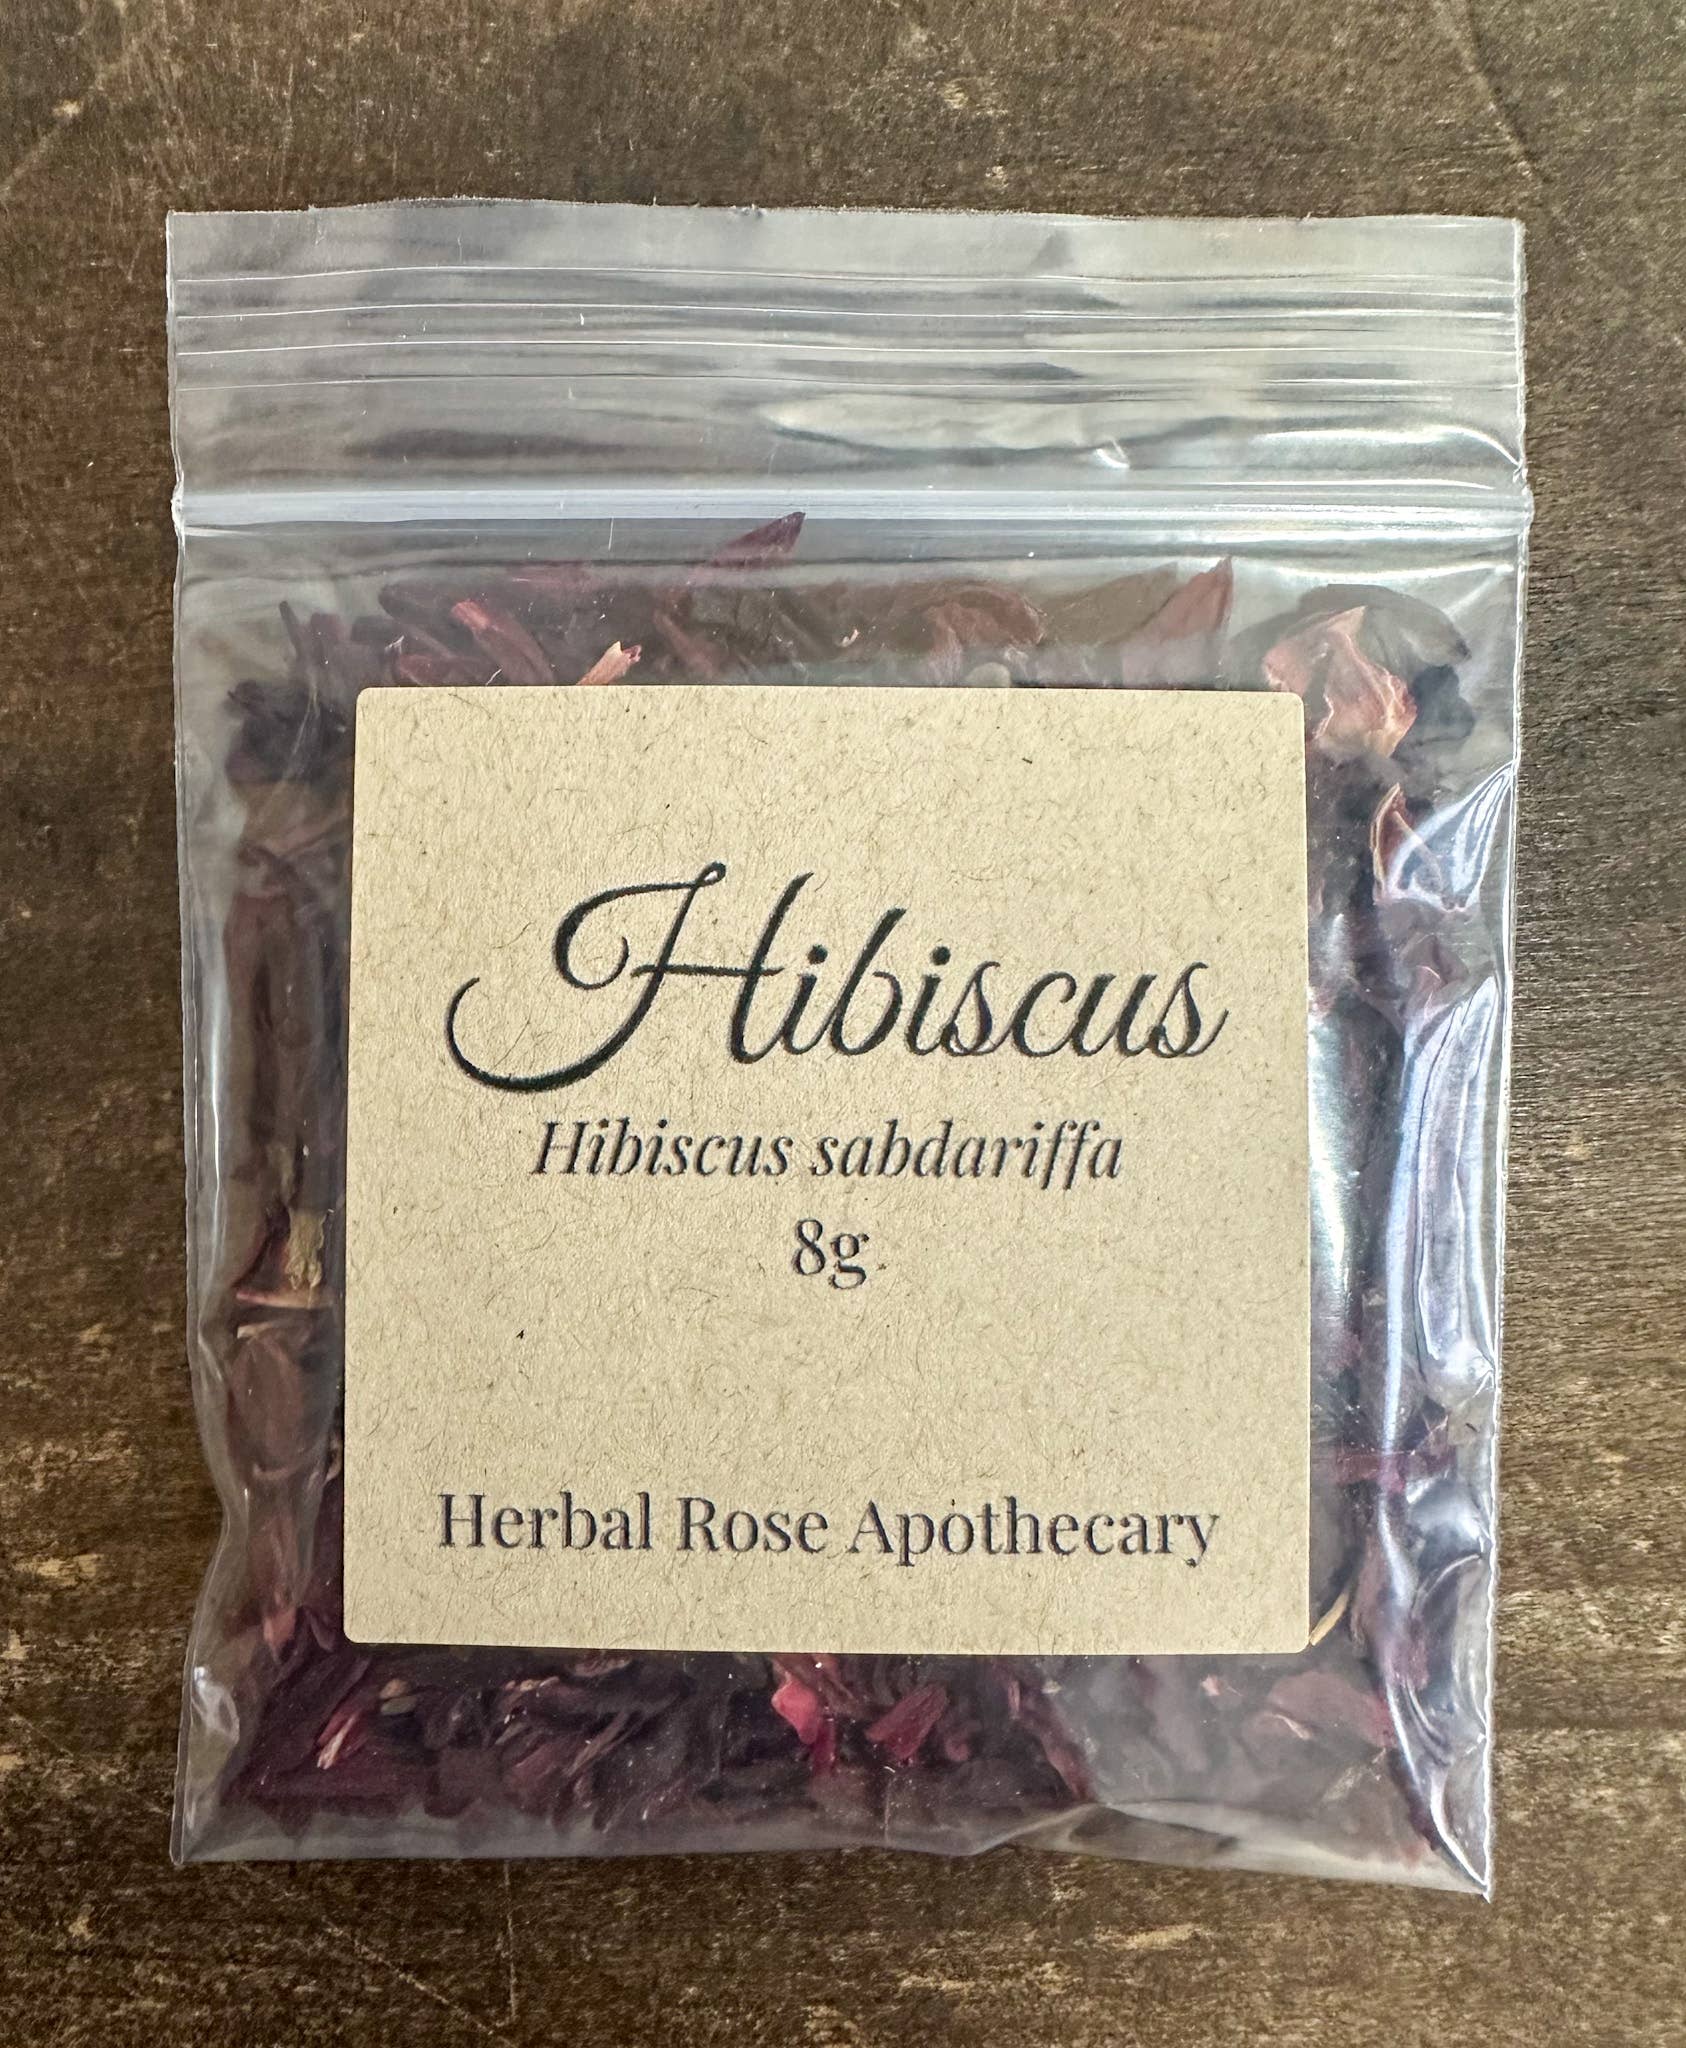 Hibiscus
Hibiscus sabdariffa
8g
Herbal Rose Apothecary